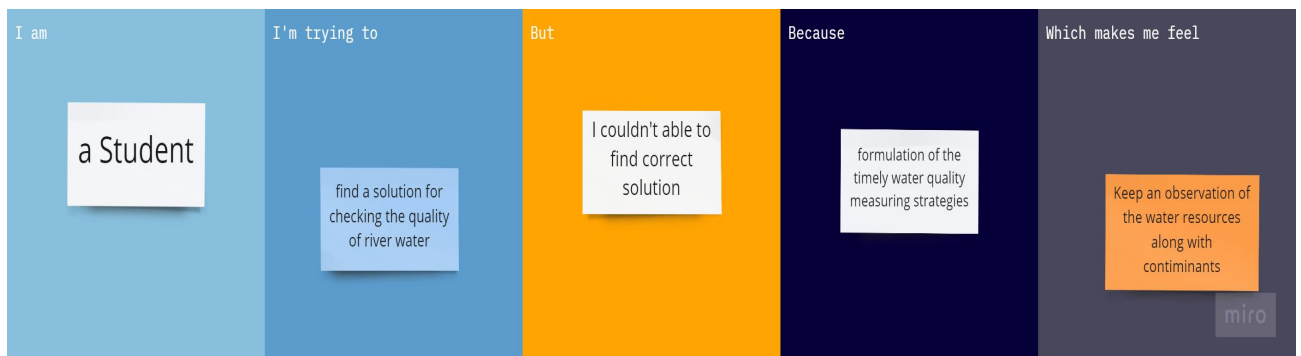 I am
a Student
I'm trying to
find a solution for
checking the quality
of river water
But
I couldn't able to
find correct
solution
Because
formulation of the
timely water quality
measuring strategies
Which makes me feel
Keep an observation of
the water resources
along with
contiminants
miro